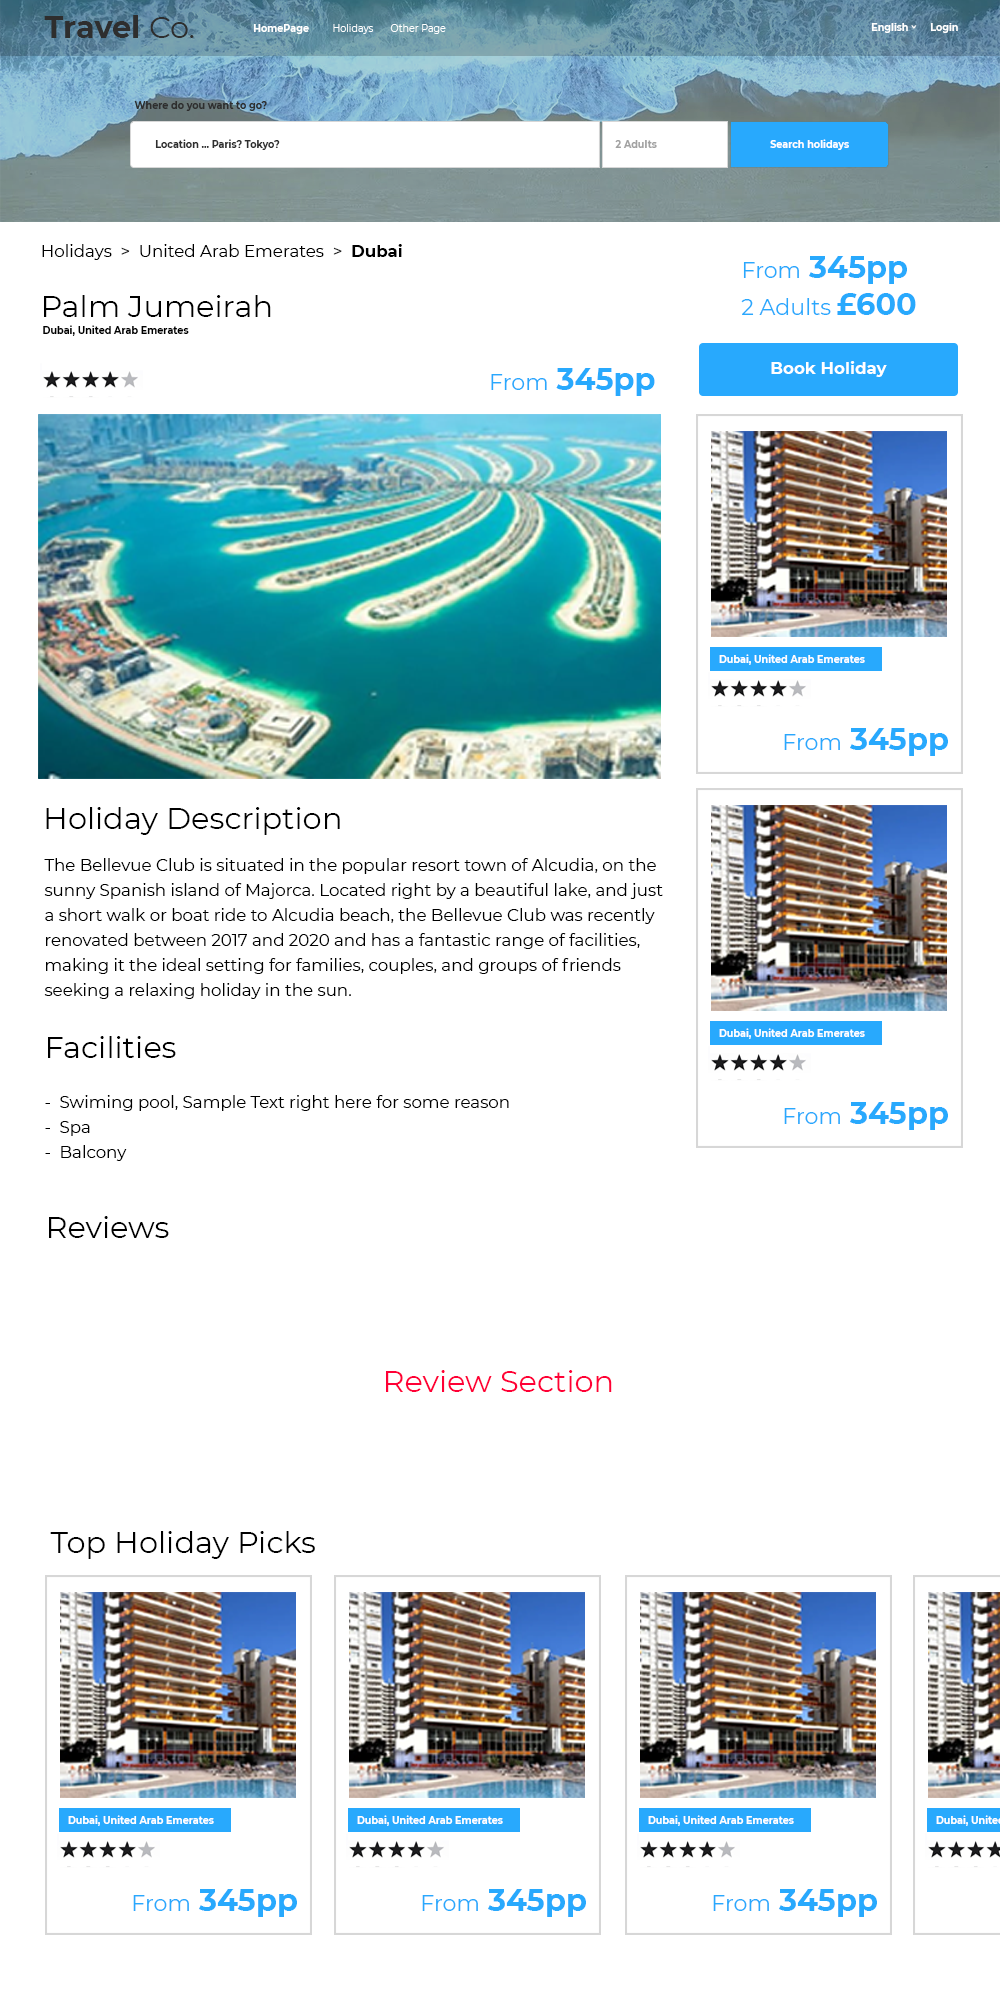 Travel Co.
HomePage Holidays Other Page
English Login
Where do you want to go?
Location ... Paris? Tokyo?
2 Adults
Search holidays
Holidays > United Arab Emerates > Dubai
Palm Jumeirah
Dubai, United Arab Emerates
From 345pp
From 345pp
2 Adults £600
Book Holiday
Dubai, United Arab Emerates
From 345pp
Dubai, United Arab Emerates
From 345pp
Holiday Description
The Bellevue Club is situated in the popular resort town of Alcudia, on the
sunny Spanish island of Majorca. Located right by a beautiful lake, and just
a short walk or boat ride to Alcudia beach, the Bellevue Club was recently
renovated between 2017 and 2020 and has a fantastic range of facilities,
making it the ideal setting for families, couples, and groups of friends
seeking a relaxing holiday in the sun.
Facilities
- Swiming pool, Sample Text right here for some reason
- Spa
- Balcony
Reviews
Review Section
Top Holiday Picks
Dubai, United Arab Emerates
From 345pp
Dubai, United Arab Emerates
From 345pp
Dubai, United Arab Emerates
From 345pp
Dubai, Unite